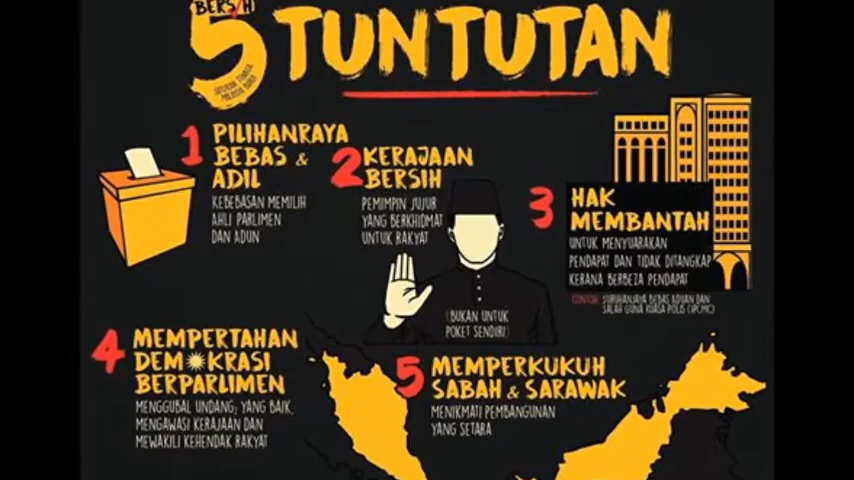 BERSIH
5 TUNTUTAN
1 PILIHANRAYA
BEBAS &
ADIL
KEBEBASAN MEMILIH
AHLI PARLIMEN
DAN ADUN
2 KERAJAAN
BERSIH
PEMIMPIN JUJUR
YANG BERKHIDMAT
UNTUK RAKYAT
(BUKAN UNTUK
POKET SENDIRI)
3 HAK
MEMBANTAH
UNTUK MENYUARAKAN
PENDAPAT DAN TIDAK DITANGKAP
KERANA BERBEZA PENDAPAT
CONTOH: SURUHANJAYA BEBAS ADUAN DAN
SALAH GUNA KUASA POLIS (IPCMC)
4 MEMPERTAHAN
DEMOKRASI
BERPARLIMEN
MENGGUBAL UNDANG2 YANG BAIK,
MENGAWASI KERAJAAN DAN
MEWAKILI KEHENDAK RAKYAT
5 MEMPERKUKUH
SABAH & SARAWAK
MENIKMATI PEMBANGUNAN
YANG SETARA